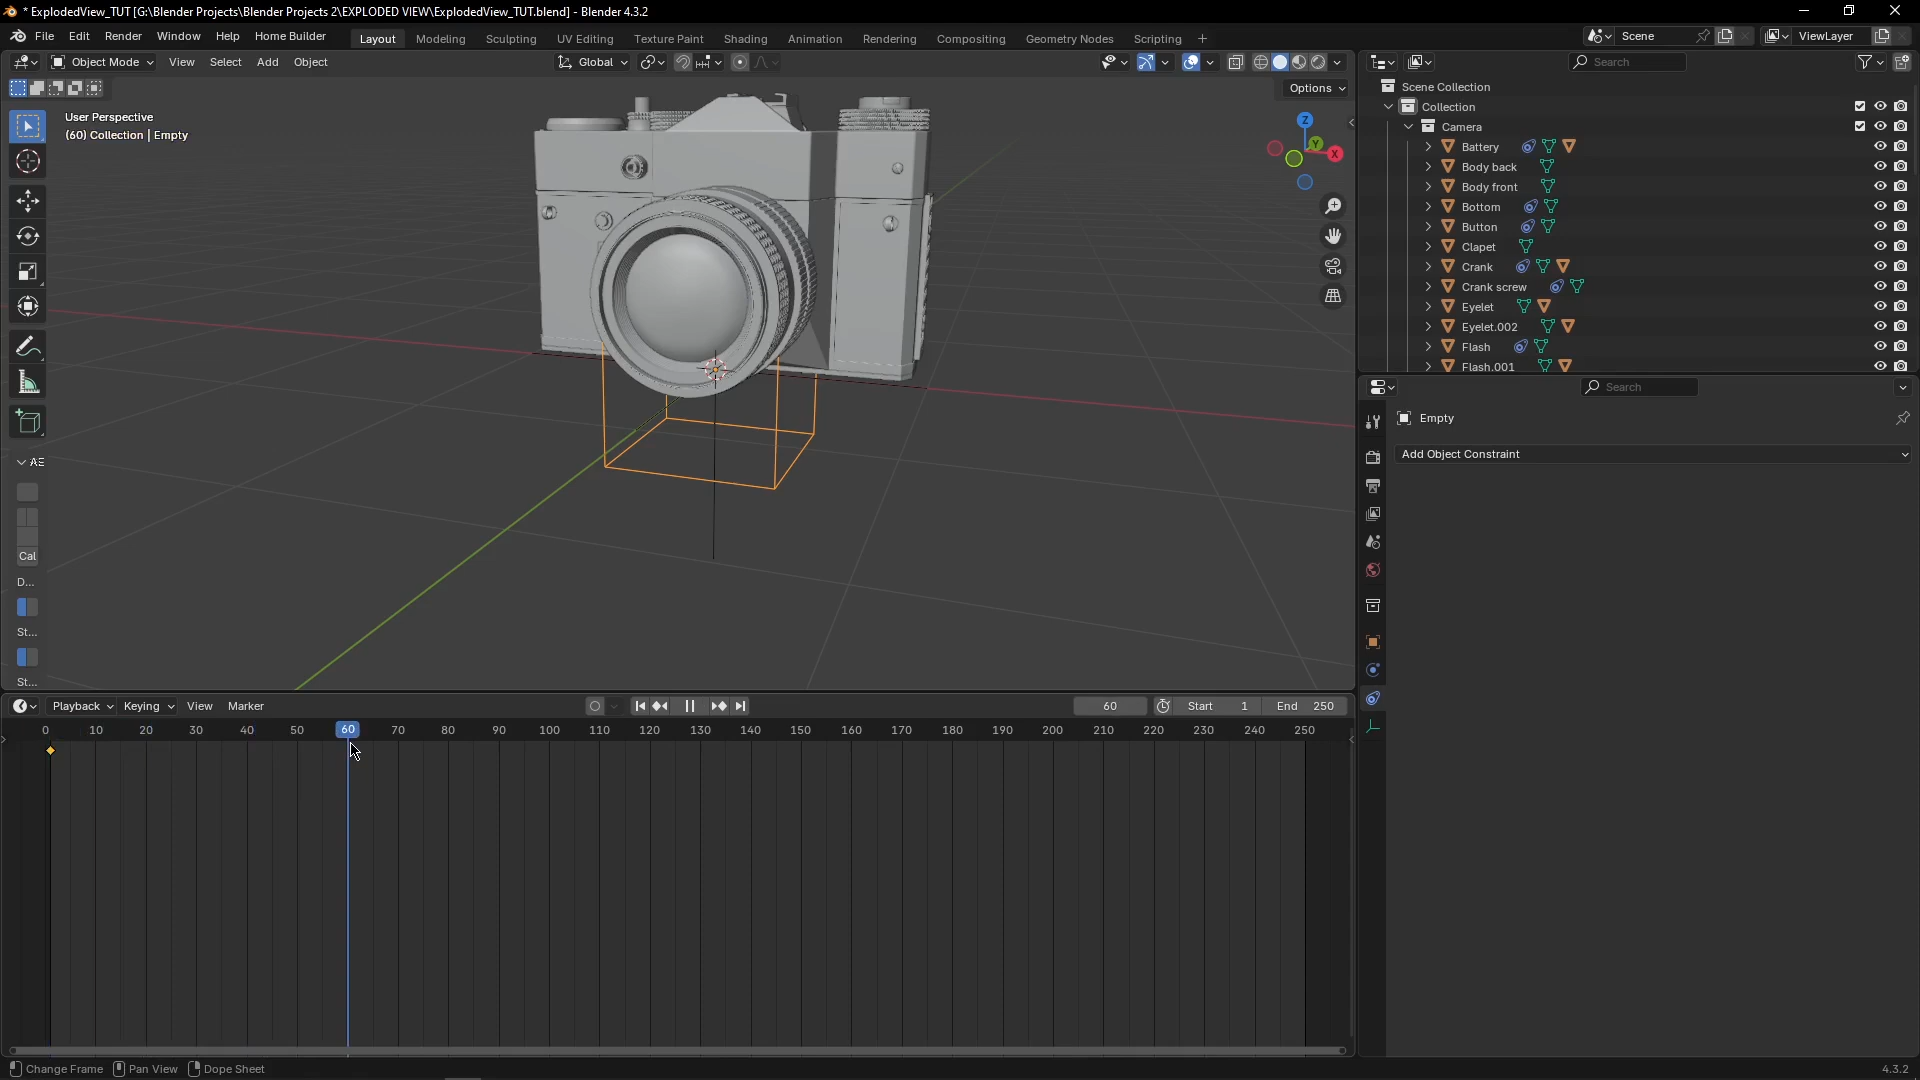 * ExplodedView_TUT [G:\Blender Projects\Blender Projects 2\EXPLODED VIEW\ExplodedView_TUT.blend] - Blender 4.3.2
File Edit Render Window Help Home Builder Layout Modeling Sculpting UV Editing Texture Paint Shading Animation Rendering Compositing Geometry Nodes Scripting + Scene ViewLayer
Object Mode View Select Add Object Global Search
Options
User Perspective
(60) Collection | Empty
Z
Y
X
Scene Collection
Collection
Camera
Battery
Body back
Body front
Bottom
Button
Clapet
Crank
Crank screw
Eyelet
Eyelet.002
Flash
Flash.001
Search
Empty
Add Object Constraint
AE
Cal
D...
St...
St...
Playback Keying View Marker 60 Start 1 End 250
0 10 20 30 40 50 60 70 80 90 100 110 120 130 140 150 160 170 180 190 200 210 220 230 240 250
Change Frame Pan View Dope Sheet 4.3.2